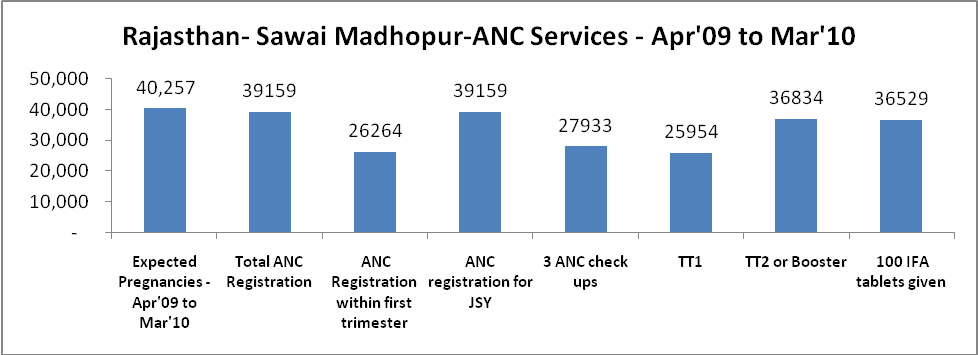 Rajasthan- Sawai Madhopur-ANC Services - Apr'09 to Mar'10
50,000
40,000
30,000
20,000
10,000
-
40,257
39159
26264
39159
27933
25954
36834
36529
Expected
Pregnancies -
Apr'09 to
Mar'10
Total ANC
Registration
ANC
Registration
within first
trimester
ANC
registration for
JSY
3 ANC check
ups
TT1
TT2 or Booster
100 IFA
tablets given